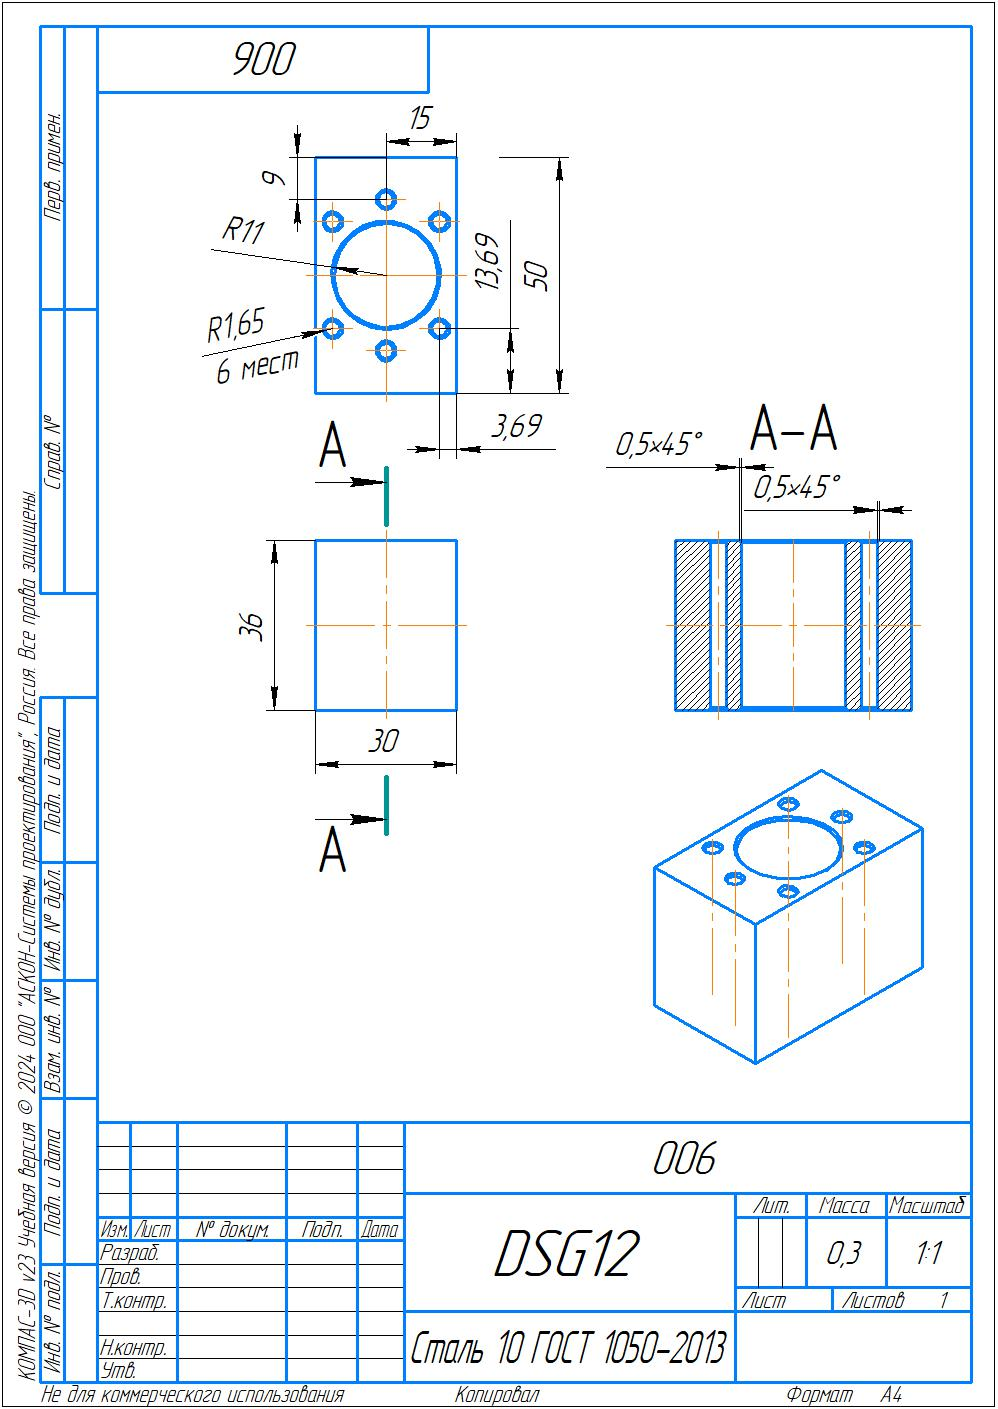 900
Перв. примен.
Справ. №
Подп. и дата
Инв. № дубл.
Взам. инв. №
Подп. и дата
Инв. № подл.
КОМПАС-3D v23 Учебная версия © 2024 ООО "АСКОН-Системы проектирования", Россия. Все права защищены.
15
9
R11
13,69
50
R1,65
6 мест
3,69
А
А-А
0,5×45°
0,5×45°
36
30
А
006
DSG12
Лит.
Масса
Масштаб
0,3
1:1
Лист
Листов 1
Изм. Лист № докум. Подп. Дата
Разраб.
Пров.
Т.контр.
Н.контр.
Утв.
Сталь 10 ГОСТ 1050-2013
Не для коммерческого использования
Копировал
Формат А4